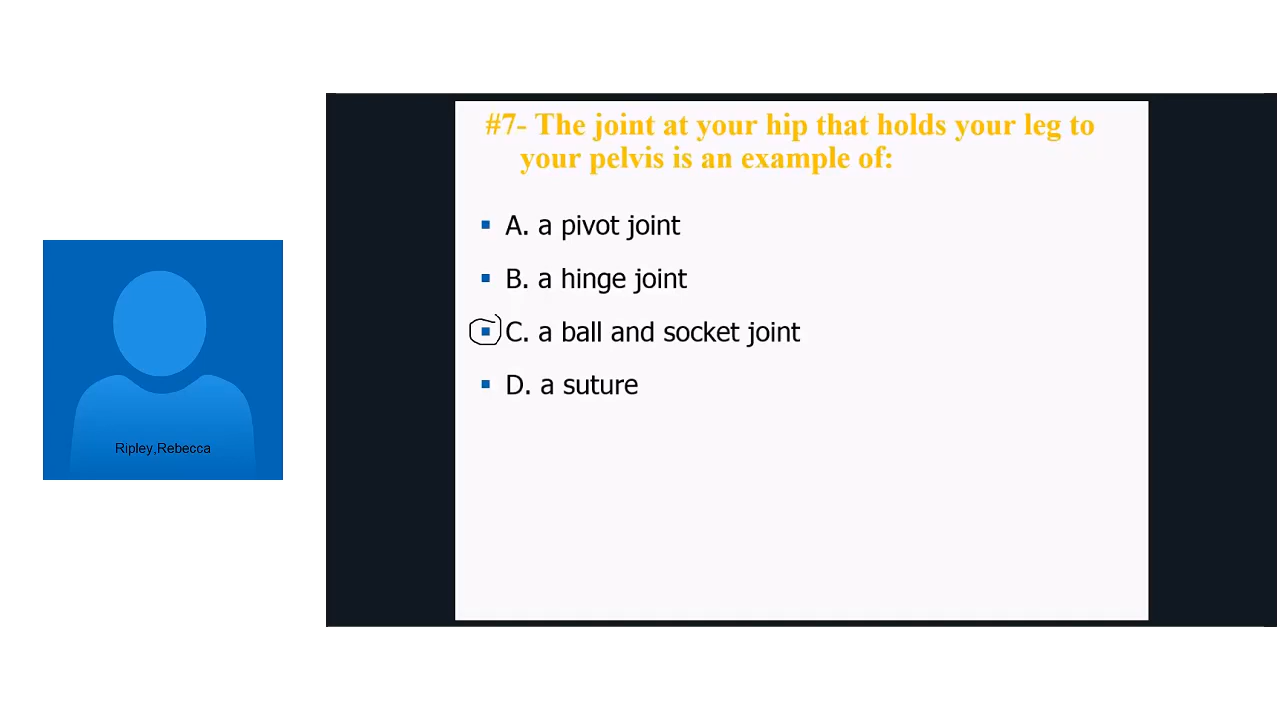 #7- The joint at your hip that holds your leg to
your pelvis is an example of:
A. a pivot joint
B. a hinge joint
C. a ball and socket joint
D. a suture
Ripley,Rebecca